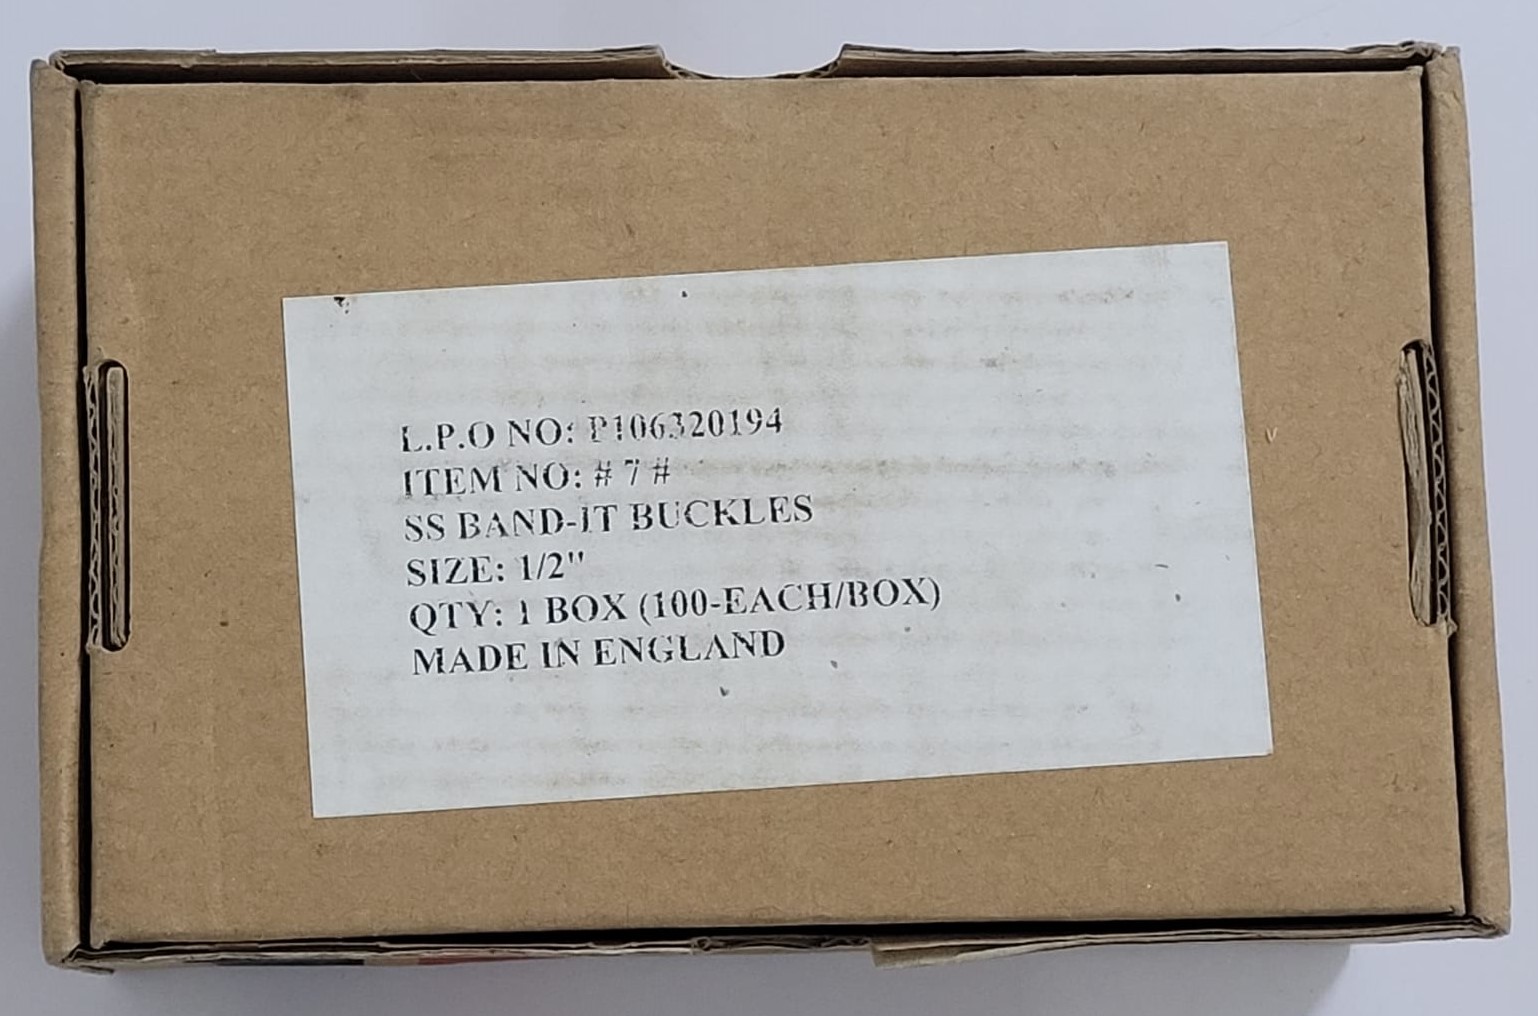 L.P.O NO: P106320194
ITEM NO: # 7 #
SS BAND-IT BUCKLES
SIZE: 1/2"
QTY: 1 BOX (100-EACH/BOX)
MADE IN ENGLAND